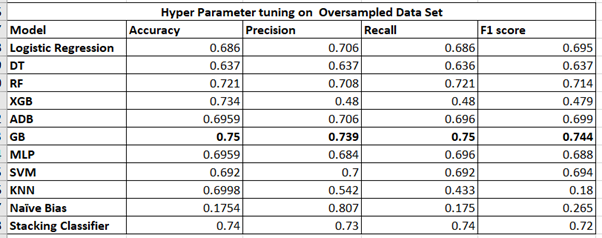 Hyper Parameter tuning on Oversampled Data Set
Model Accuracy Precision Recall F1 score
Logistic Regression 0.686 0.706 0.686 0.695
DT 0.637 0.637 0.636 0.637
RF 0.721 0.708 0.721 0.714
XGB 0.734 0.48 0.48 0.479
ADB 0.6959 0.706 0.696 0.699
GB 0.75 0.739 0.75 0.744
MLP 0.6959 0.684 0.696 0.688
SVM 0.692 0.7 0.692 0.694
KNN 0.6998 0.542 0.433 0.18
Naïve Bias 0.1754 0.807 0.175 0.265
Stacking Classifier 0.74 0.73 0.74 0.72